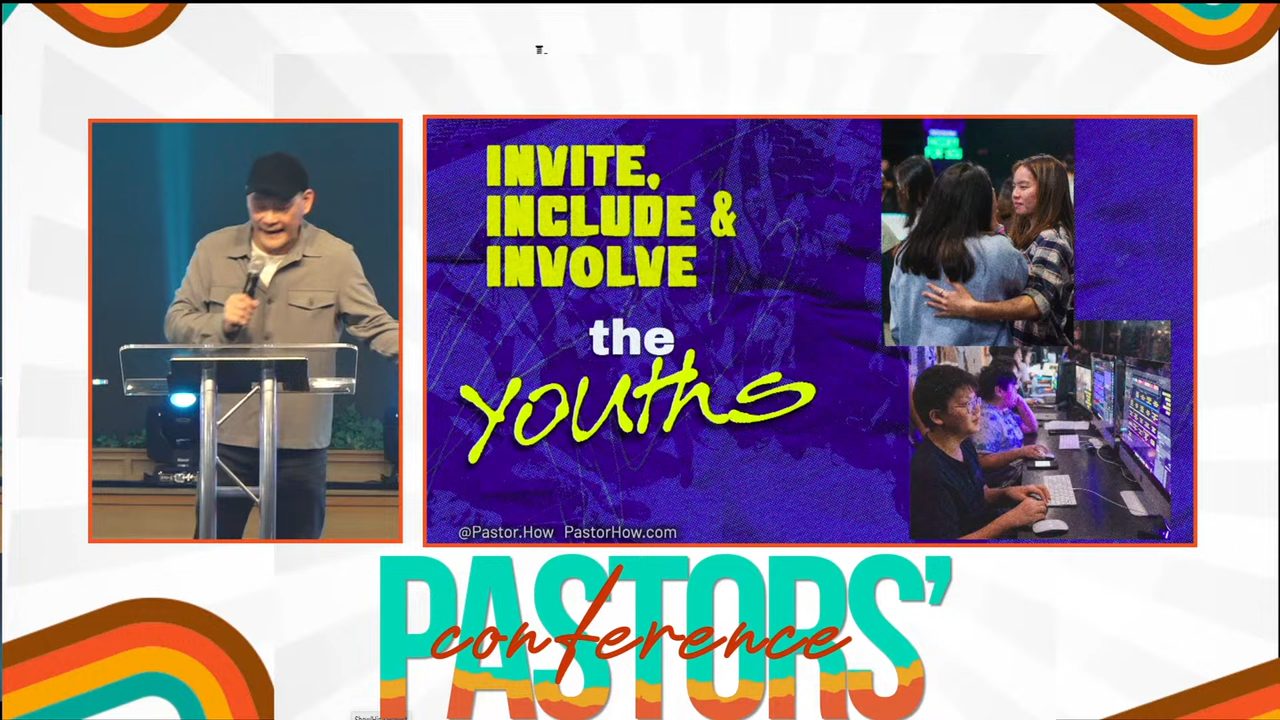 INVITE,
INCLUDE &
INVOLVE
the
youths
@Pastor.How PastorHow.com
PASTORS’
conference